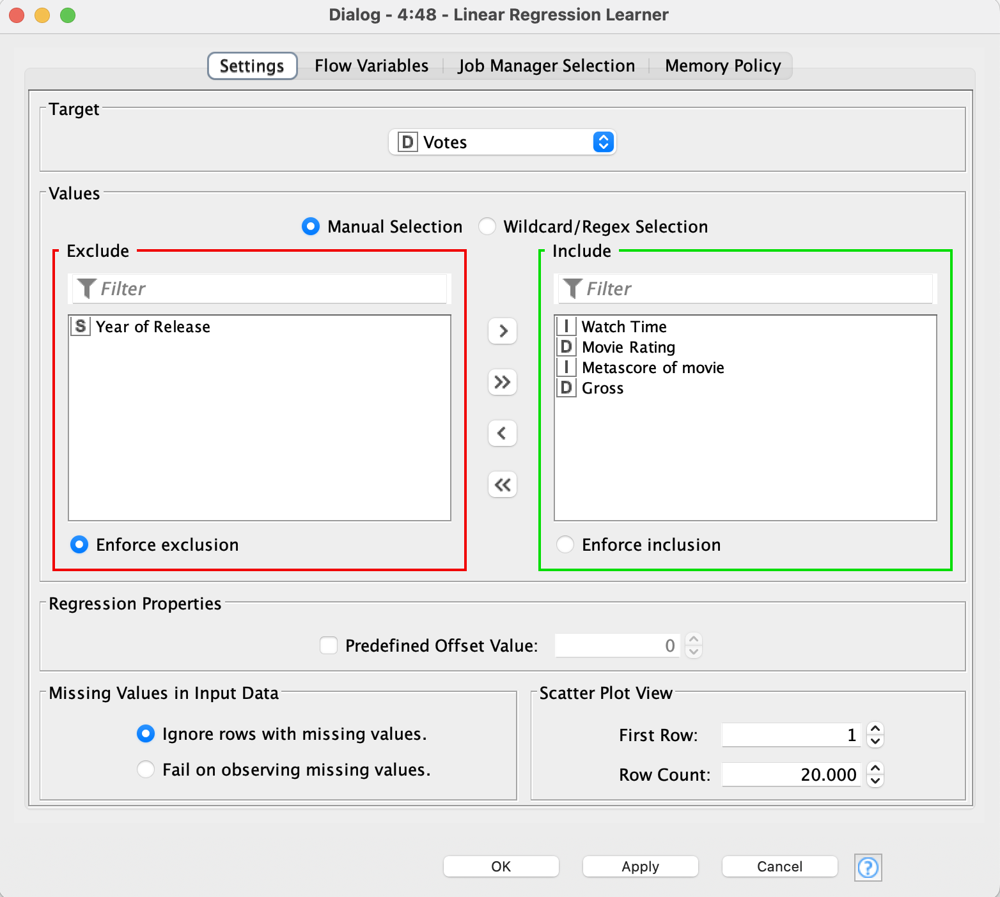 Dialog - 4:48 - Linear Regression Learner
Settings Flow Variables Job Manager Selection Memory Policy
Target
D Votes
Values
Manual Selection Wildcard/Regex Selection
Exclude
Filter
S Year of Release
Enforce exclusion
>
>>
<
<<
Include
Filter
I Watch Time
D Movie Rating
I Metascore of movie
D Gross
Enforce inclusion
Regression Properties
Predefined Offset Value: 0
Missing Values in Input Data
Ignore rows with missing values.
Fail on observing missing values.
Scatter Plot View
First Row: 1
Row Count: 20.000
OK Apply Cancel ?